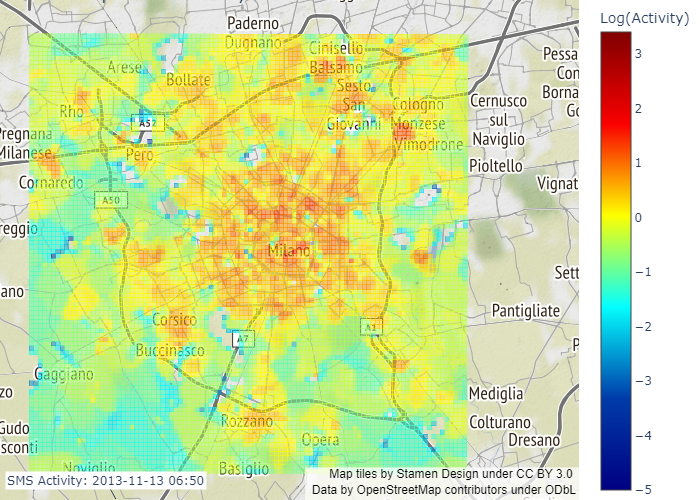 Paderno
Dugnano
Cinisello
Balsamo
Arese
Bollate
Sesto
San
Giovanni
Rho
A52
Cologno
Monzese
Vimodrone
Pregnana
Milanese
Pero
Cornaredo
A50
Cernusco
sul
Naviglio
Pioltello
Pessa
Con
Borna
Go
Vignat
reggio
Milano
ano
Sett
Pantigliate
P
Corsico
A7
A1
Buccinasco
Gaggiano
zo
Mediglia
Gudo
sconti
Rozzano
Opera
Colturano
Dresano
Noviglio
Basiglio
SMS Activity: 2013-11-13 06:50
Map tiles by Stamen Design under CC BY 3.0
Data by OpenStreetMap contributors under ODbL
Log(Activity)
3
2
1
0
−1
−2
−3
−4
−5